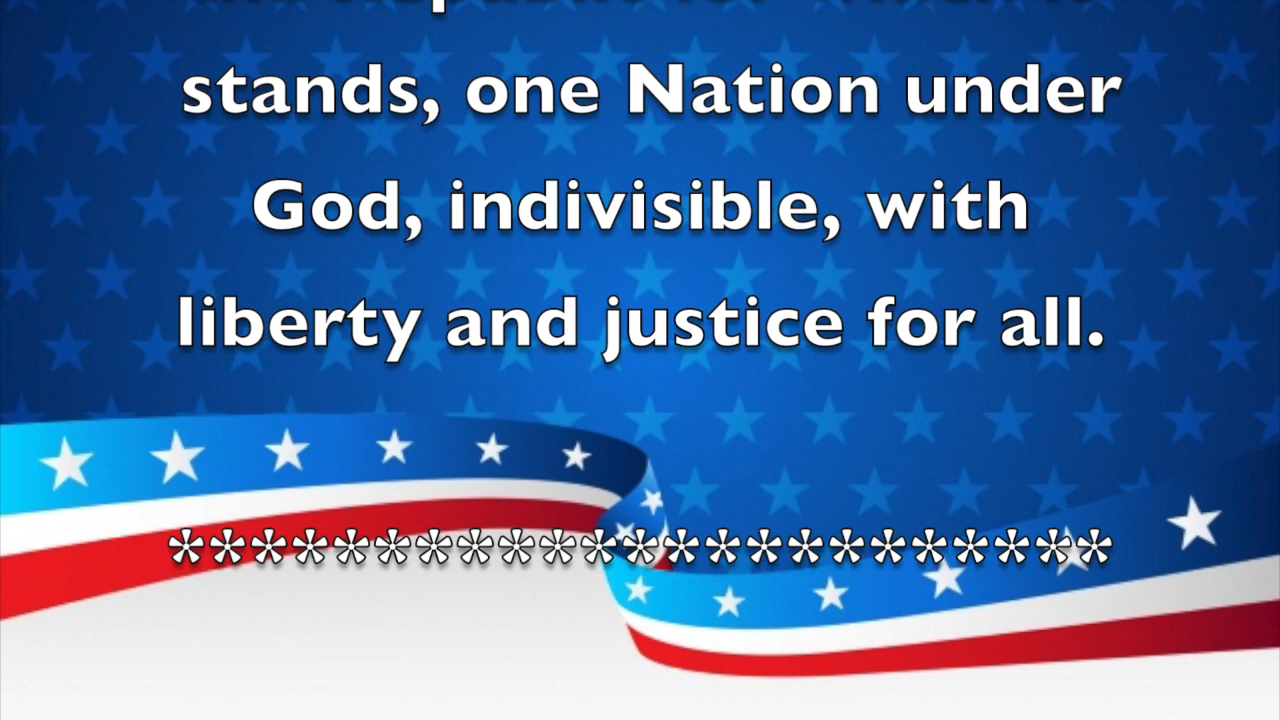 stands, one Nation under
God, indivisible, with
liberty and justice for all.
***********************